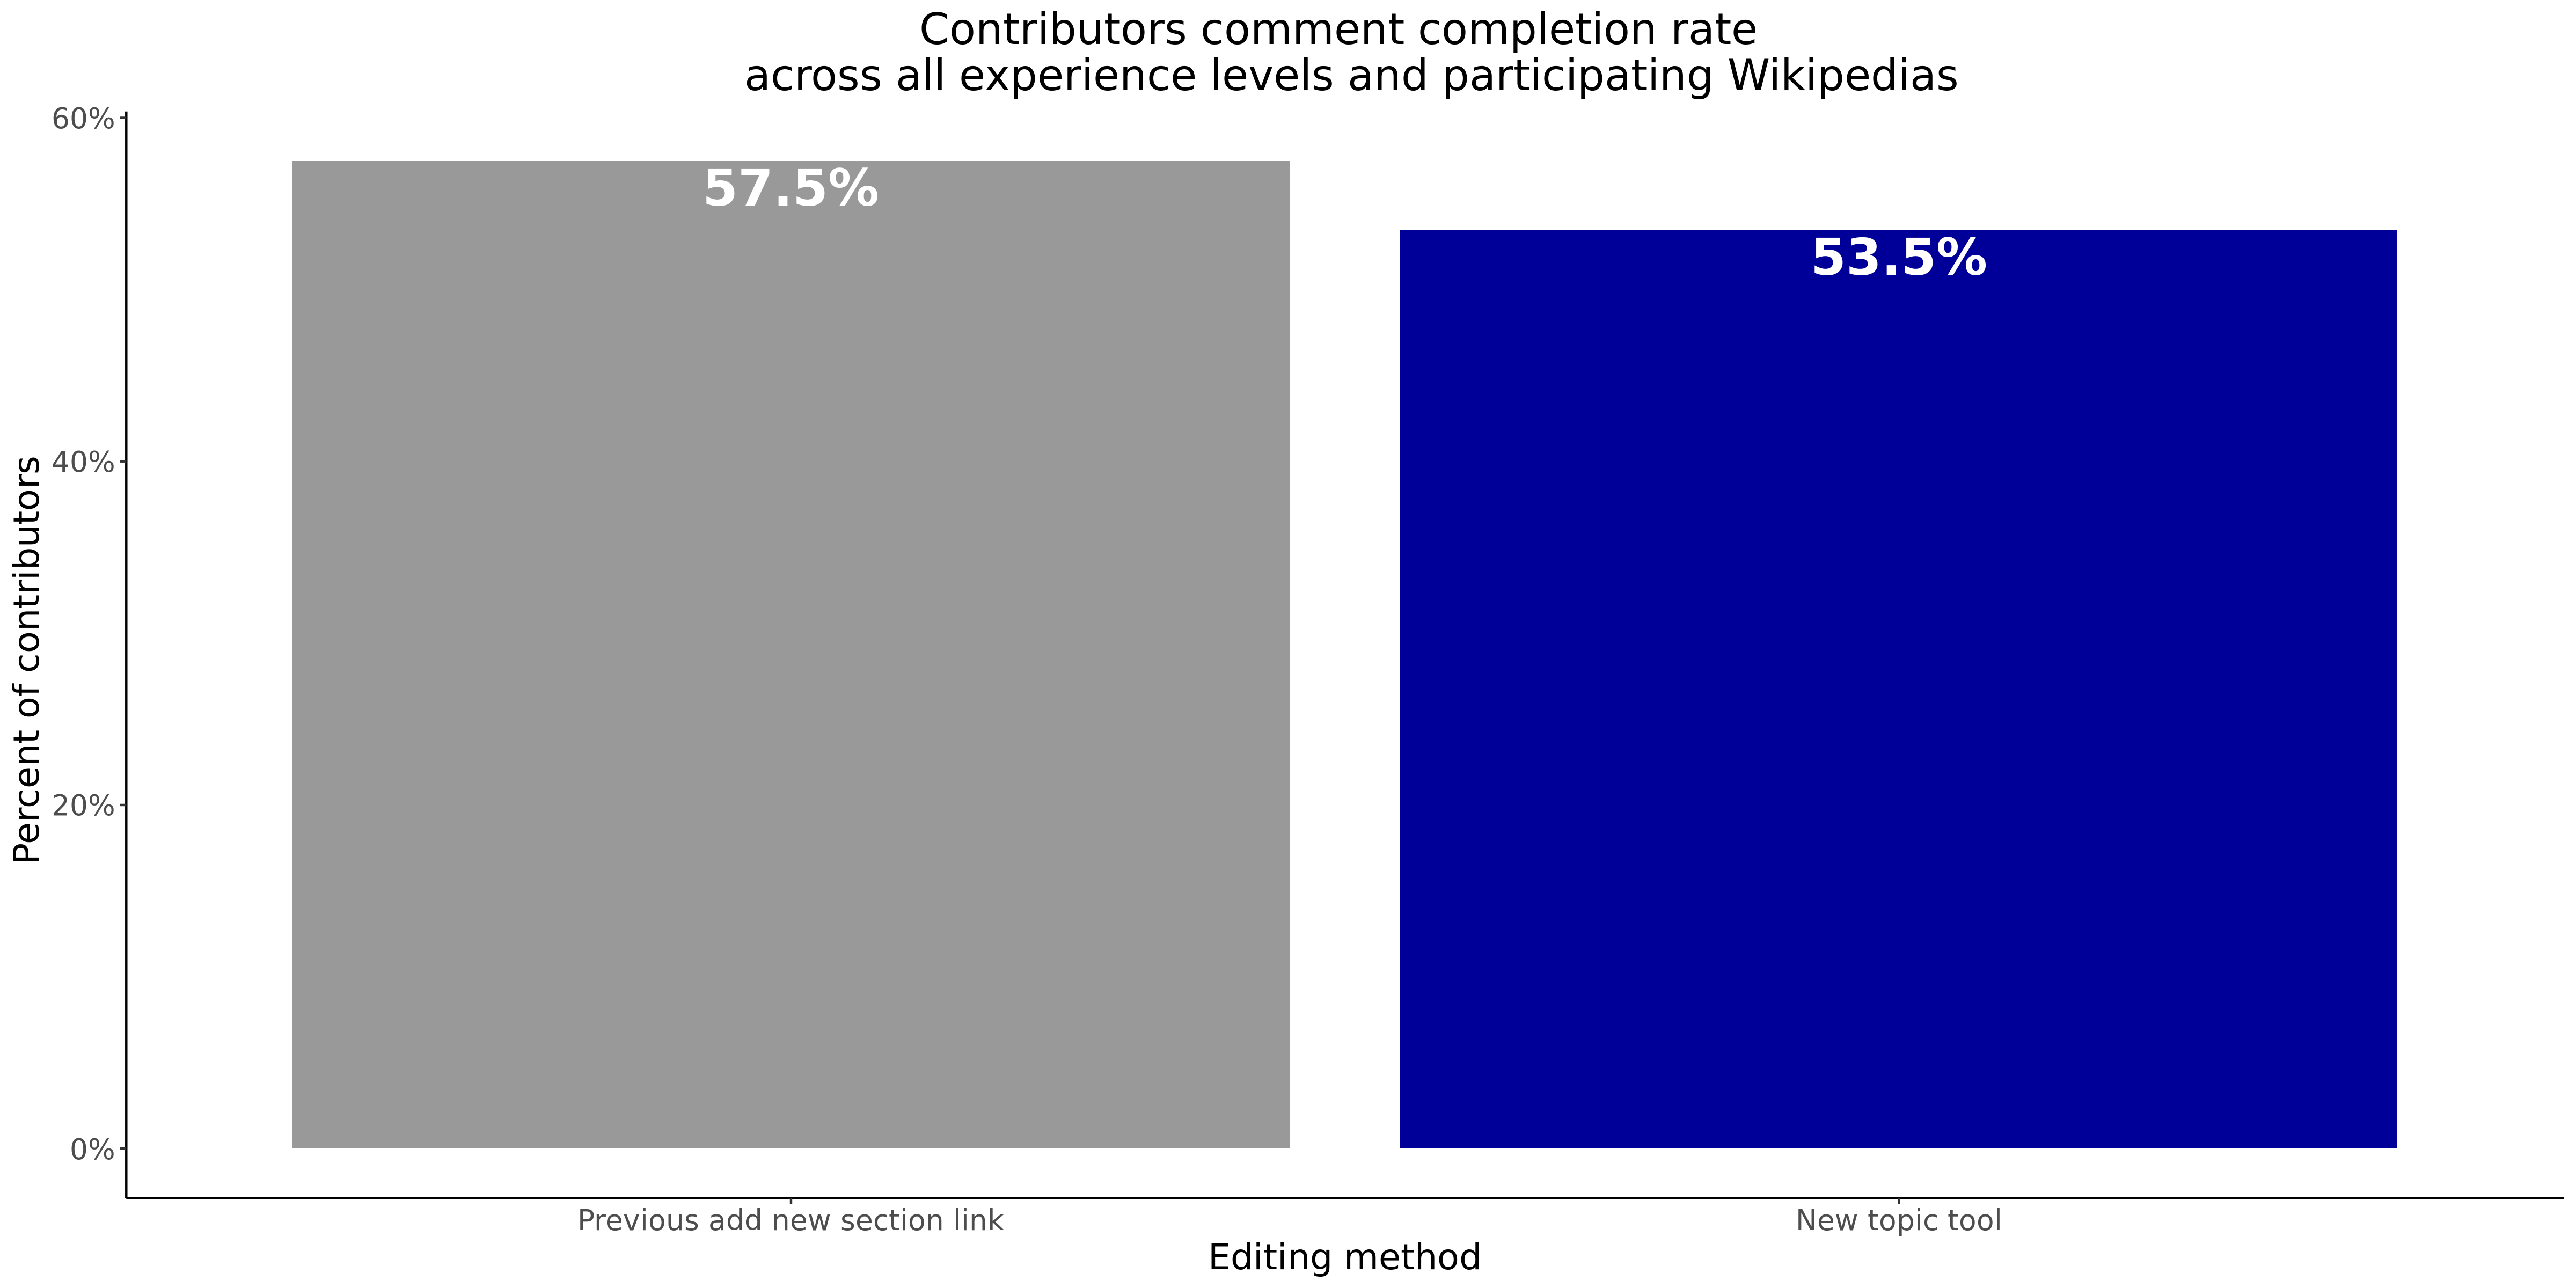 Contributors comment completion rate
across all experience levels and participating Wikipedias
Percent of contributors
60%
40%
20%
0%
57.5%
53.5%
Previous add new section link
New topic tool
Editing method